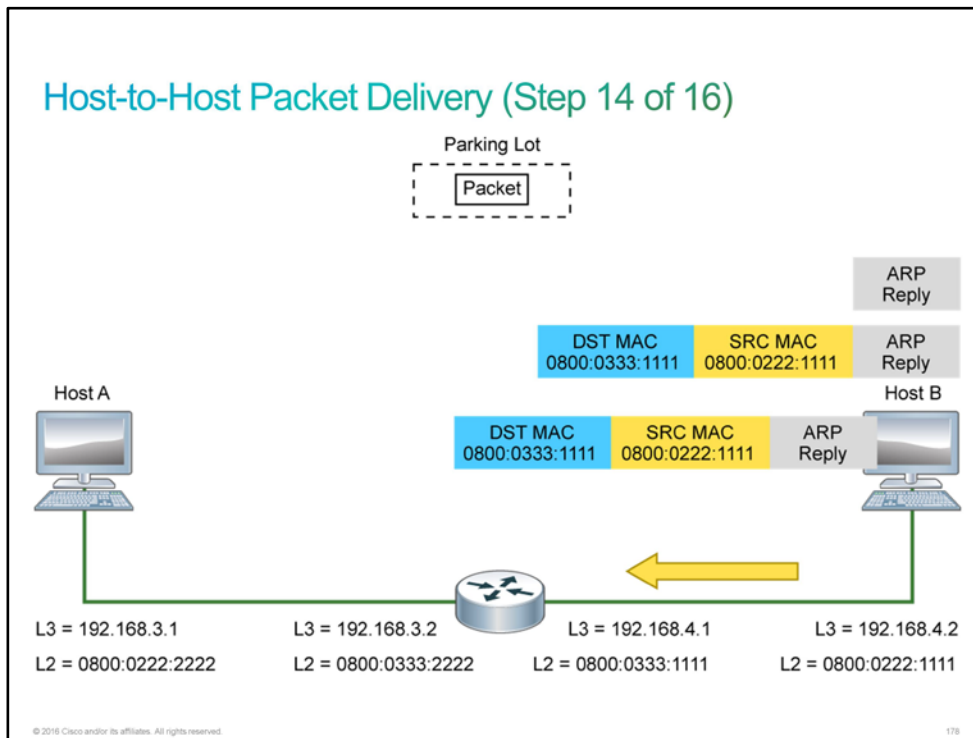 Host-to-Host Packet Delivery (Step 14 of 16)
Parking Lot
Packet
ARP
Reply
DST MAC
0800:0333:1111
SRC MAC
0800:0222:1111
ARP
Reply
Host A
Host B
DST MAC
0800:0333:1111
SRC MAC
0800:0222:1111
ARP
Reply
L3 = 192.168.3.1
L3 = 192.168.3.2
L3 = 192.168.4.1
L3 = 192.168.4.2
L2 = 0800:0222:2222
L2 = 0800:0333:2222
L2 = 0800:0333:1111
L2 = 0800:0222:1111
© 2016 Cisco and/or its affiliates. All rights reserved.
178